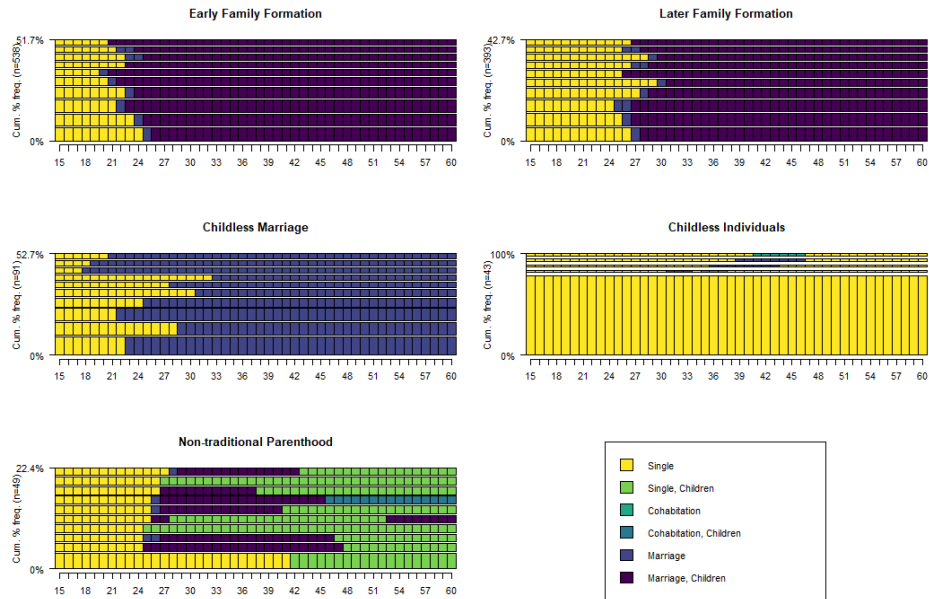 Early Family Formation
Cum. % freq. (n=538)
51.7%
0%
15 18 21 24 27 30 33 36 39 42 45 48 51 54 57 60
Later Family Formation
Cum. % freq. (n=393)
42.7%
0%
15 18 21 24 27 30 33 36 39 42 45 48 51 54 57 60
Childless Marriage
Cum. % freq. (n=91)
52.7%
0%
15 18 21 24 27 30 33 36 39 42 45 48 51 54 57 60
Childless Individuals
Cum. % freq. (n=43)
100%
0%
15 18 21 24 27 30 33 36 39 42 45 48 51 54 57 60
Non-traditional Parenthood
Cum. % freq. (n=49)
22.4%
0%
15 18 21 24 27 30 33 36 39 42 45 48 51 54 57 60
Single
Single, Children
Cohabitation
Cohabitation, Children
Marriage
Marriage, Children